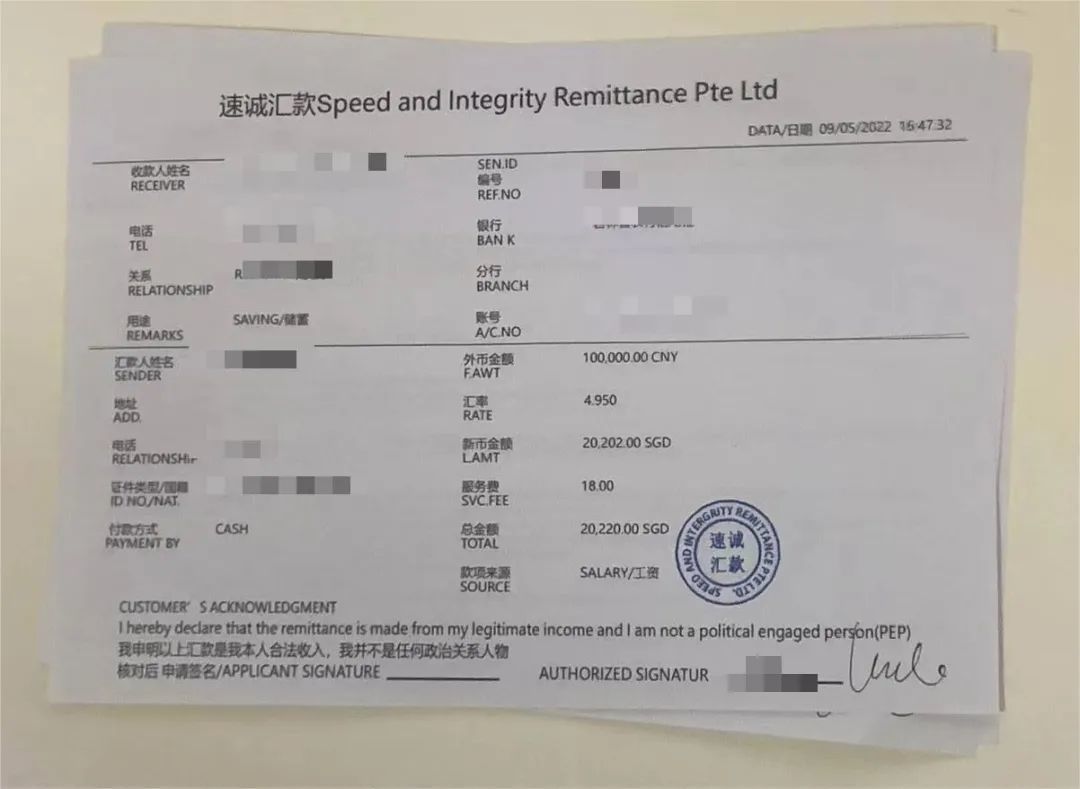 速诚汇款Speed and Integrity Remittance Pte Ltd
DATA/日期 09/05/2022 16:47.32
收款人姓名
RECEIVER
SEN.ID
编号
REF.NO
电话
TEL
银行
BAN K
关系
RELATIONSHIP
R
分行
BRANCH
用途
REMARKS
SAVING/储蓄
账号
A/C.NO
汇款人姓名
SENDER
外币金额
F.AWT
100,000.00 CNY
地址
ADD.
汇率
RATE
4.950
电话
RELATIONSHIP
新币金额
LAMT
20,202.00 SGD
证件类型/国籍
ID NO./NAT.
服务费
SVC.FEE
18.00
付款方式
PAYMENT BY
CASH
总金额
TOTAL
20,220.00 SGD
款项来源
SOURCE
SALARY/工资
SPEED AND INTERGRITY REMITTANCE PTE LTD.
速诚
汇款
CUSTOMER' S ACKNOWLEDGMENT
I hereby declare that the remittance is made from my legitimate income and I am not a political engaged person(PEP)
我申明以上汇款是我本人合法收入，我并不是任何政治关系人物
核对后 申请签名/APPLICANT SIGNATURE
AUTHORIZED SIGNATUR